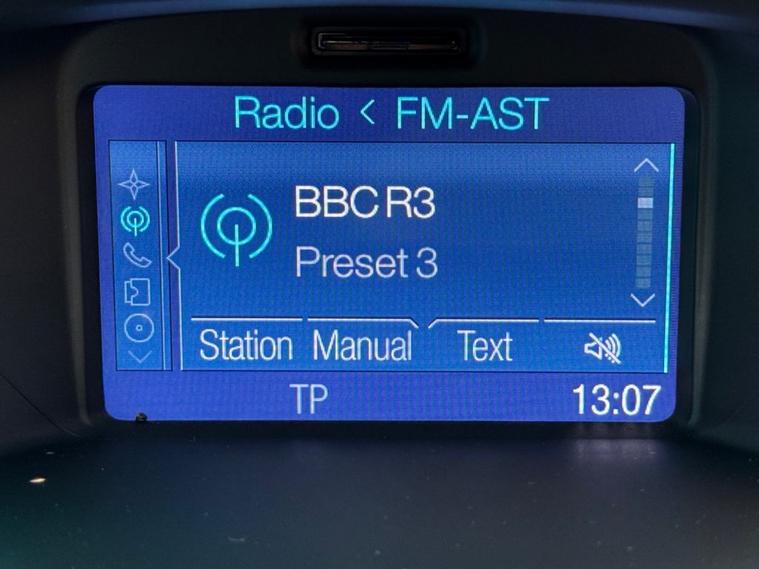 Radio < FM-AST
BBC R3
Preset 3
Station Manual Text
TP 13:07